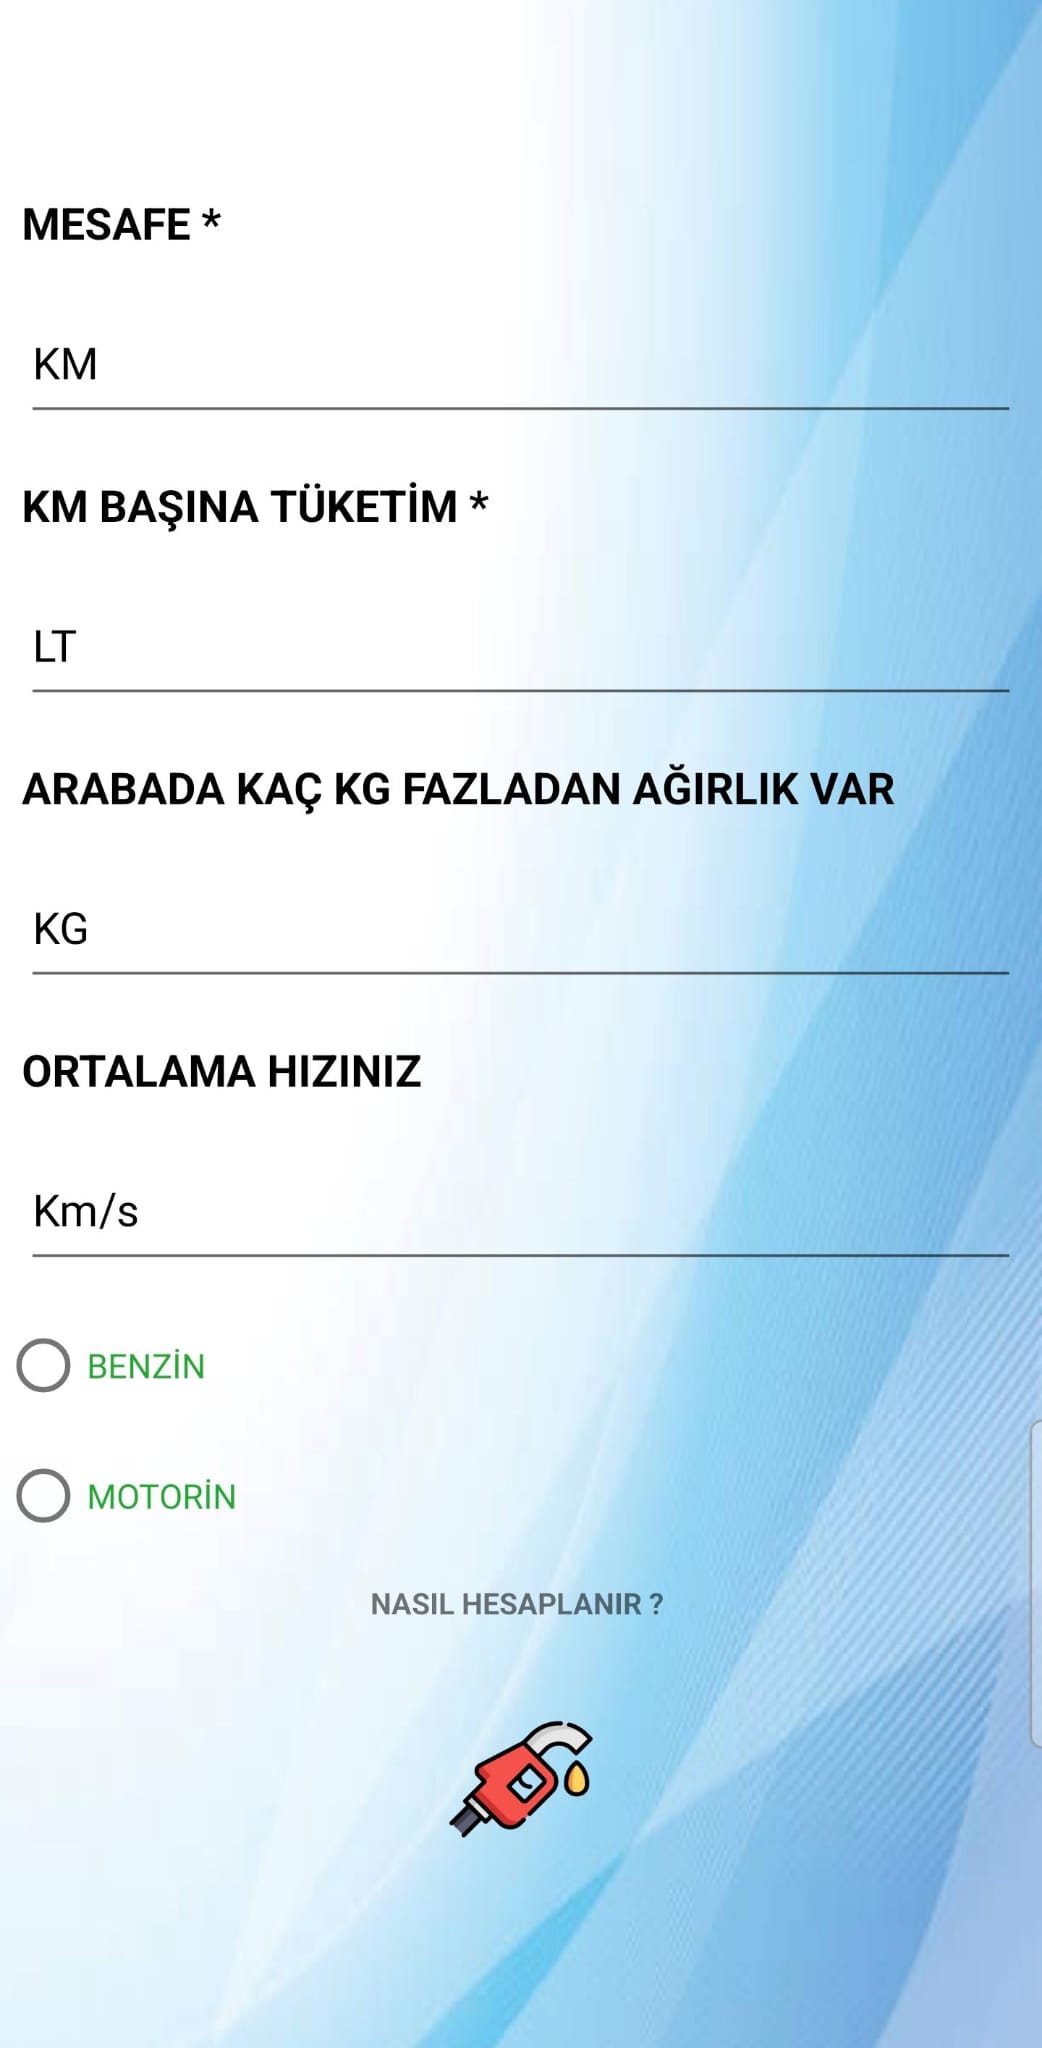 MESAFE *
KM
KM BAŞINA TÜKETİM *
LT
ARABADA KAÇ KG FAZLADAN AĞIRLIK VAR
KG
ORTALAMA HIZINIZ
Km/s
BENZİN
MOTORİN
NASIL HESAPLANIR ?